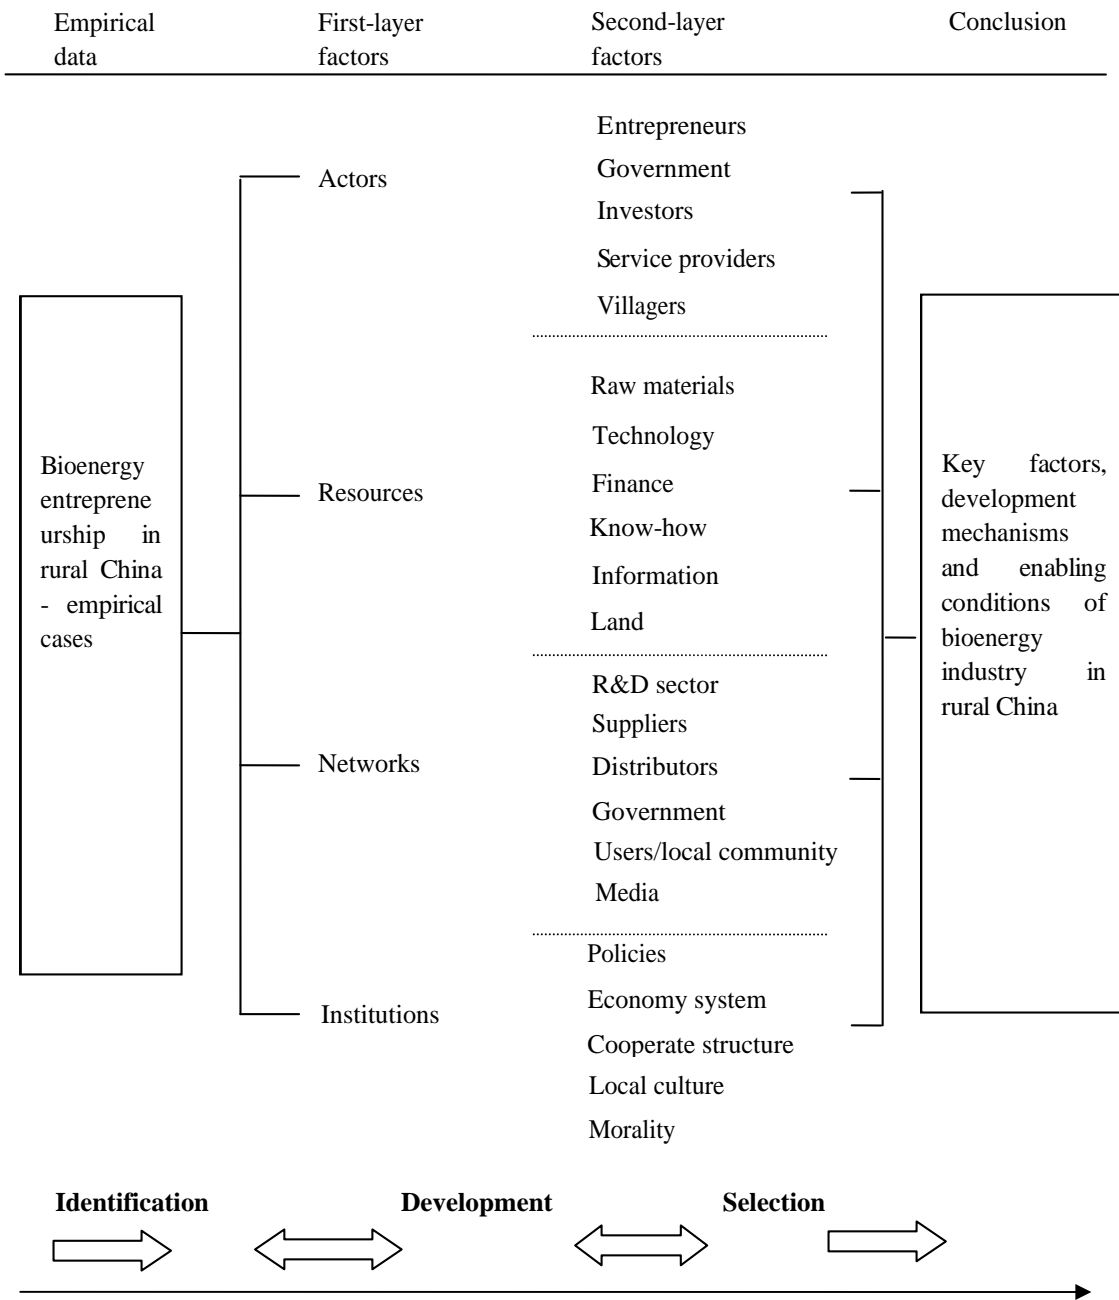 Empirical
data
First-layer
factors
Second-layer
factors
Conclusion
Bioenergy
entreprene
urship in
rural China
- empirical
cases
Actors
Resources
Networks
Institutions
Entrepreneurs
Government
Investors
Service providers
Villagers
Raw materials
Technology
Finance
Know-how
Information
Land
R&D sector
Suppliers
Distributors
Government
Users/local community
Media
Policies
Economy system
Cooperate structure
Local culture
Morality
Key factors,
development
mechanisms
and enabling
conditions of
bioenergy
industry in
rural China
Identification
Development
Selection